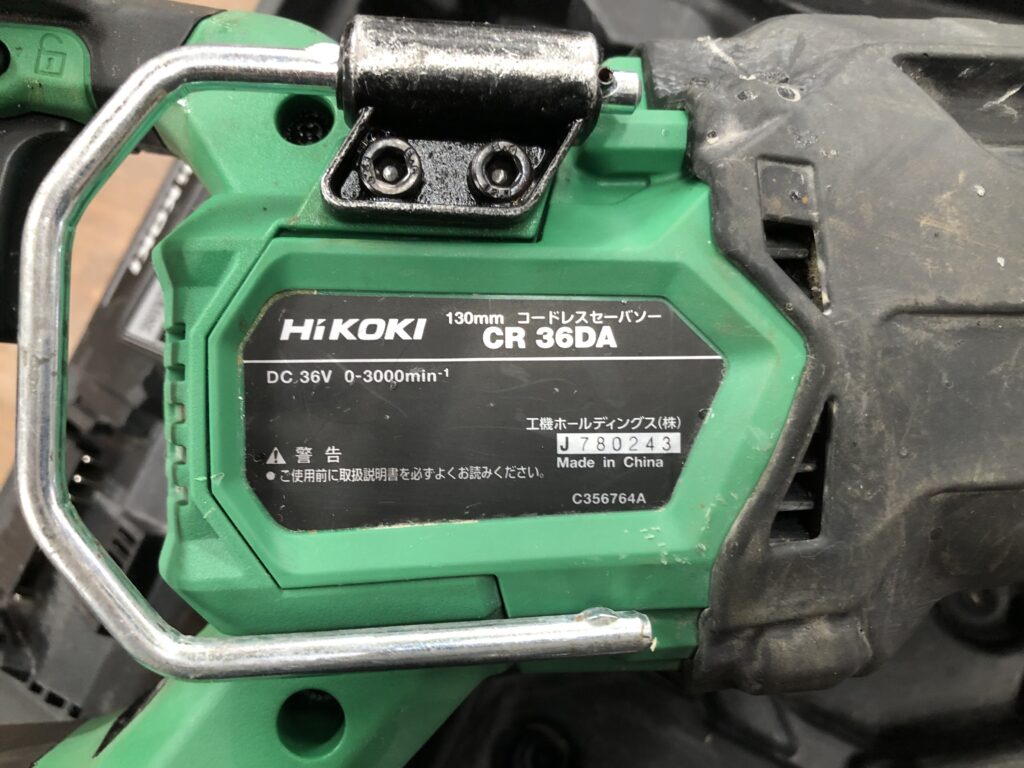 HiKOKI 130mm コードレスセーバソー
CR 36DA
DC 36V 0-3000min-1
工機ホールディングス(株)
J 780243
Made in China
警告
● ご使用前に取扱説明書を必ずよくお読みください。
C356764A